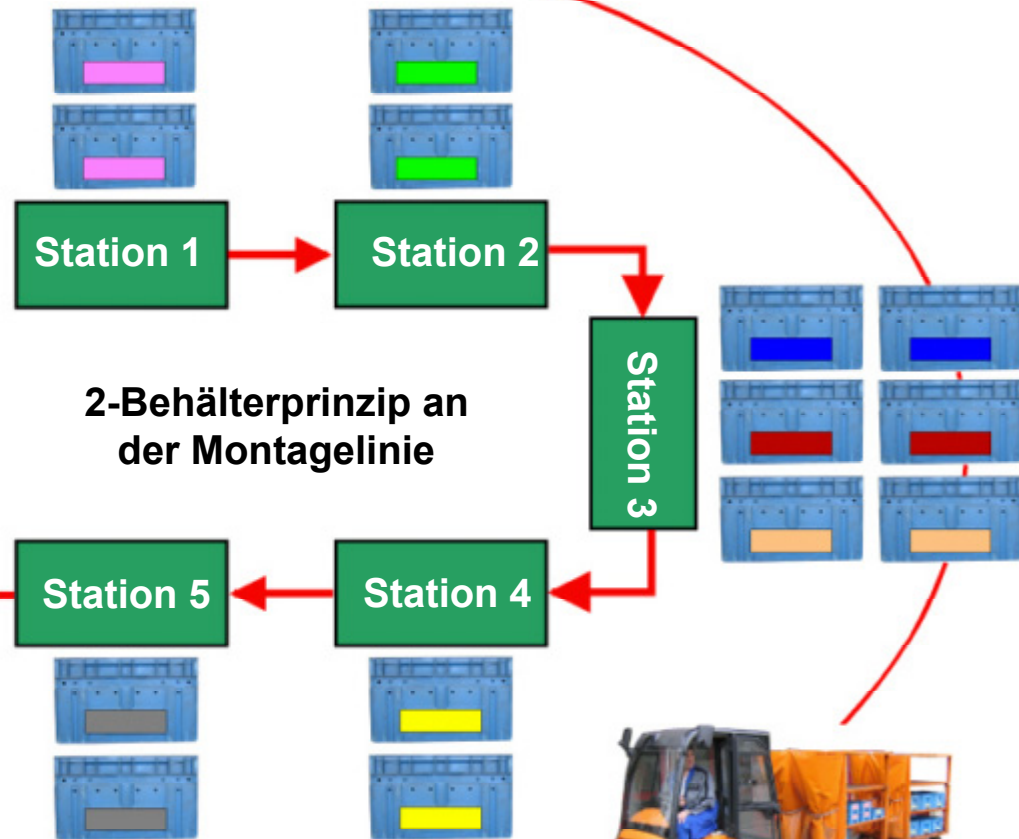 Station 1
Station 2
Station 3
2-Behälterprinzip an
der Montagelinie
Station 5
Station 4